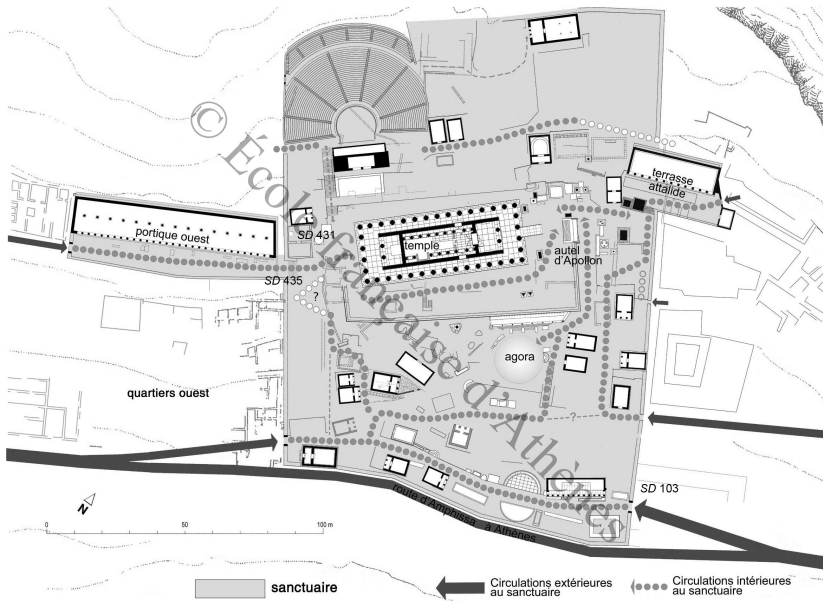 © École française d'Athènes
terrasse
attalide
portique ouest
SD 431
temple
autel
d'Apollon
SD 435
?
agora
quartiers ouest
?
SD 103
route d'Amphissa à Athènes
N
0 50 100 m
sanctuaire
Circulations extérieures
au sanctuaire
Circulations intérieures
au sanctuaire